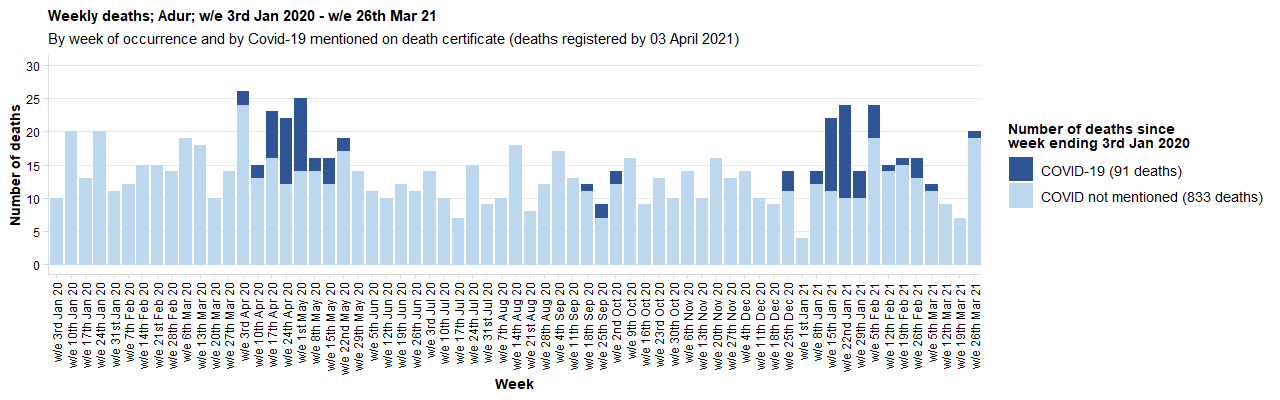 Weekly deaths; Adur; w/e 3rd Jan 2020 - w/e 26th Mar 21
By week of occurrence and by Covid-19 mentioned on death certificate (deaths registered by 03 April 2021)
Number of deaths
30
25
20
15
10
5
0
w/e 3rd Jan 20
w/e 10th Jan 20
w/e 17th Jan 20
w/e 24th Jan 20
w/e 31st Jan 20
w/e 7th Feb 20
w/e 14th Feb 20
w/e 21st Feb 20
w/e 28th Feb 20
w/e 6th Mar 20
w/e 13th Mar 20
w/e 20th Mar 20
w/e 27th Mar 20
w/e 3rd Apr 20
w/e 10th Apr 20
w/e 17th Apr 20
w/e 24th Apr 20
w/e 1st May 20
w/e 8th May 20
w/e 15th May 20
w/e 22nd May 20
w/e 29th May 20
w/e 5th Jun 20
w/e 12th Jun 20
w/e 19th Jun 20
w/e 26th Jun 20
w/e 3rd Jul 20
w/e 10th Jul 20
w/e 17th Jul 20
w/e 24th Jul 20
w/e 31st Jul 20
w/e 7th Aug 20
w/e 14th Aug 20
w/e 21st Aug 20
w/e 28th Aug 20
w/e 4th Sep 20
w/e 11th Sep 20
w/e 18th Sep 20
w/e 25th Sep 20
w/e 2nd Oct 20
w/e 9th Oct 20
w/e 16th Oct 20
w/e 23rd Oct 20
w/e 30th Oct 20
w/e 6th Nov 20
w/e 13th Nov 20
w/e 20th Nov 20
w/e 27th Nov 20
w/e 4th Dec 20
w/e 11th Dec 20
w/e 18th Dec 20
w/e 25th Dec 20
w/e 1st Jan 21
w/e 8th Jan 21
w/e 15th Jan 21
w/e 22nd Jan 21
w/e 29th Jan 21
w/e 5th Feb 21
w/e 12th Feb 21
w/e 19th Feb 21
w/e 26th Feb 21
w/e 5th Mar 21
w/e 12th Mar 21
w/e 19th Mar 21
w/e 26th Mar 21
Week
Number of deaths since
week ending 3rd Jan 2020
COVID-19 (91 deaths)
COVID not mentioned (833 deaths)